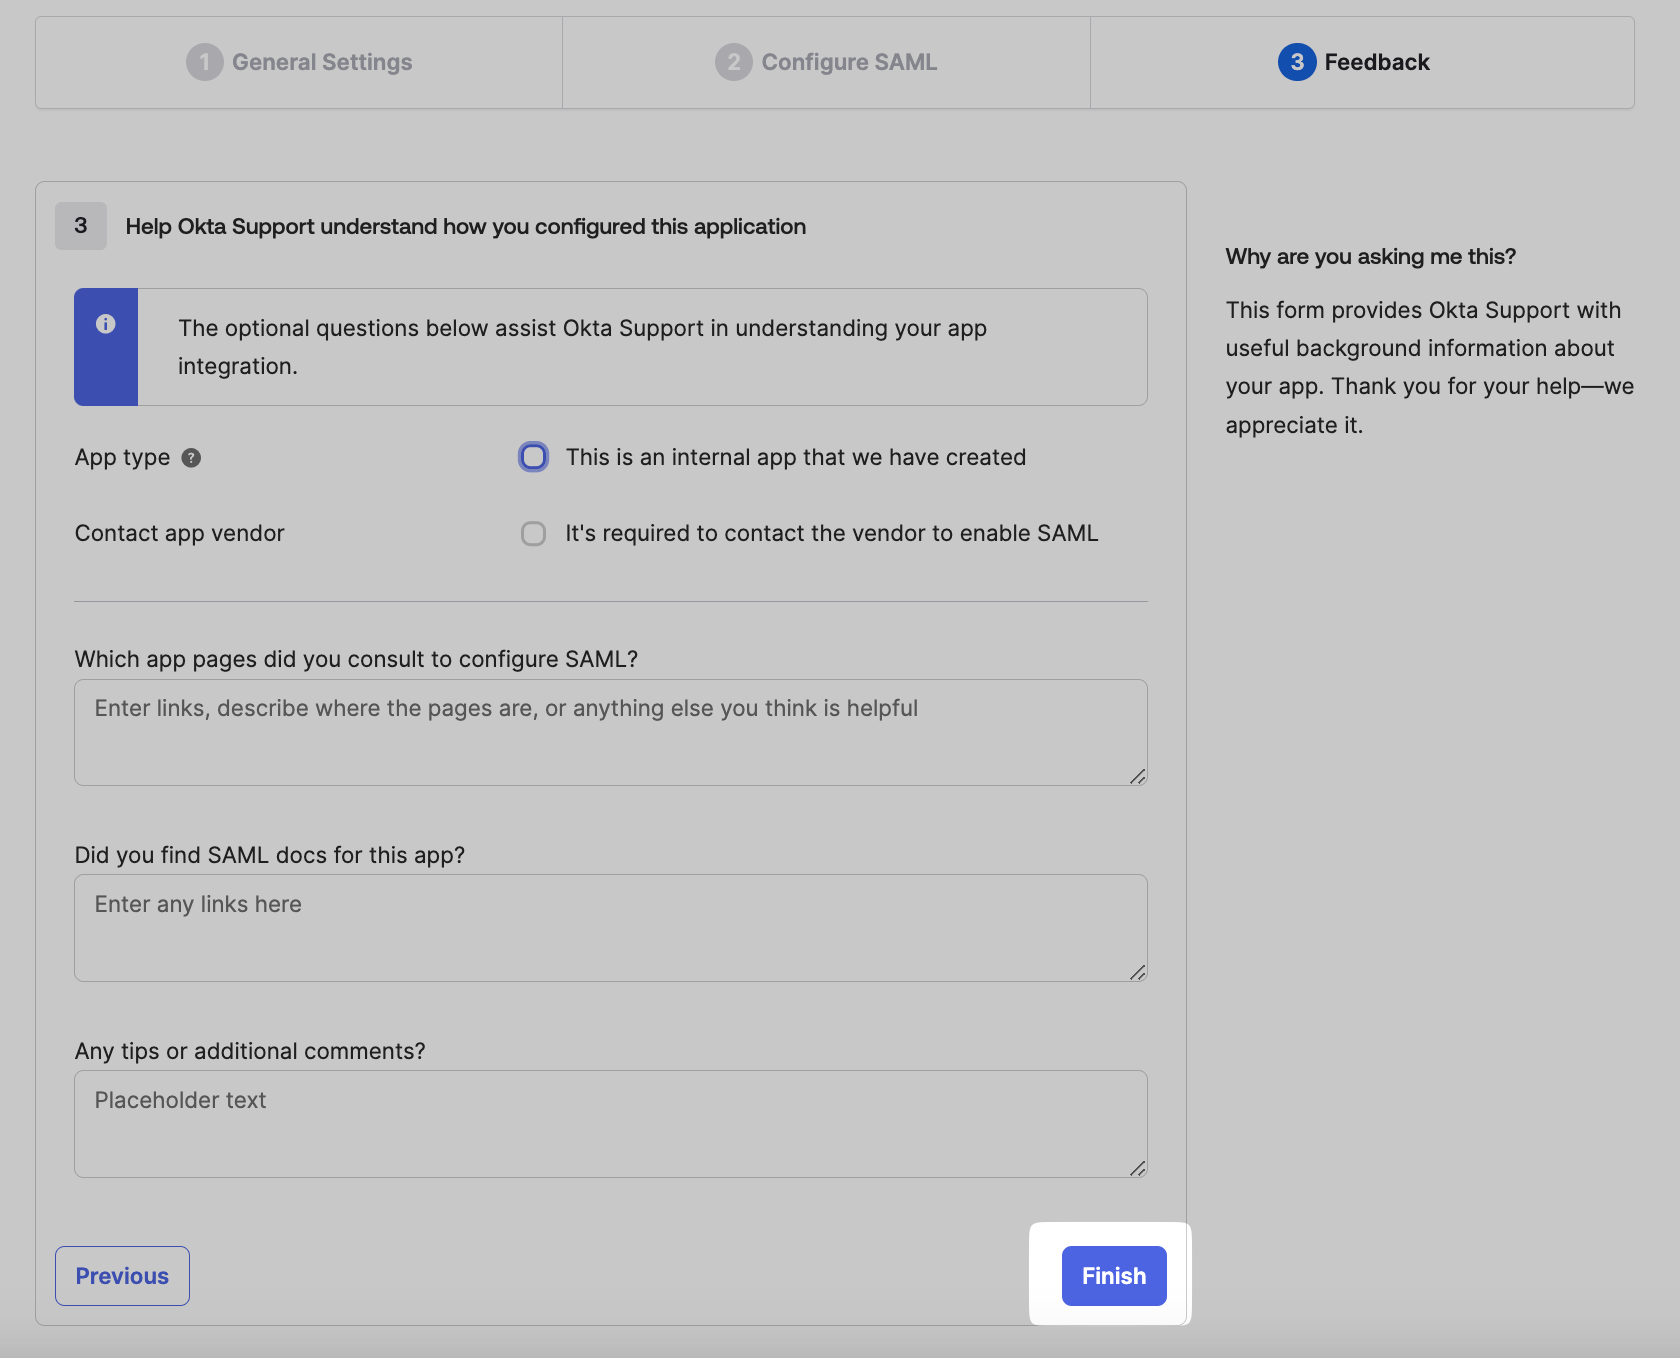 1 General Settings
2 Configure SAML
3 Feedback
3 Help Okta Support understand how you configured this application
The optional questions below assist Okta Support in understanding your app
integration.
App type ?
This is an internal app that we have created
Contact app vendor
It's required to contact the vendor to enable SAML
Which app pages did you consult to configure SAML?
Enter links, describe where the pages are, or anything else you think is helpful
Did you find SAML docs for this app?
Enter any links here
Any tips or additional comments?
Placeholder text
Previous
Finish
Why are you asking me this?
This form provides Okta Support with
useful background information about
your app. Thank you for your help—we
appreciate it.